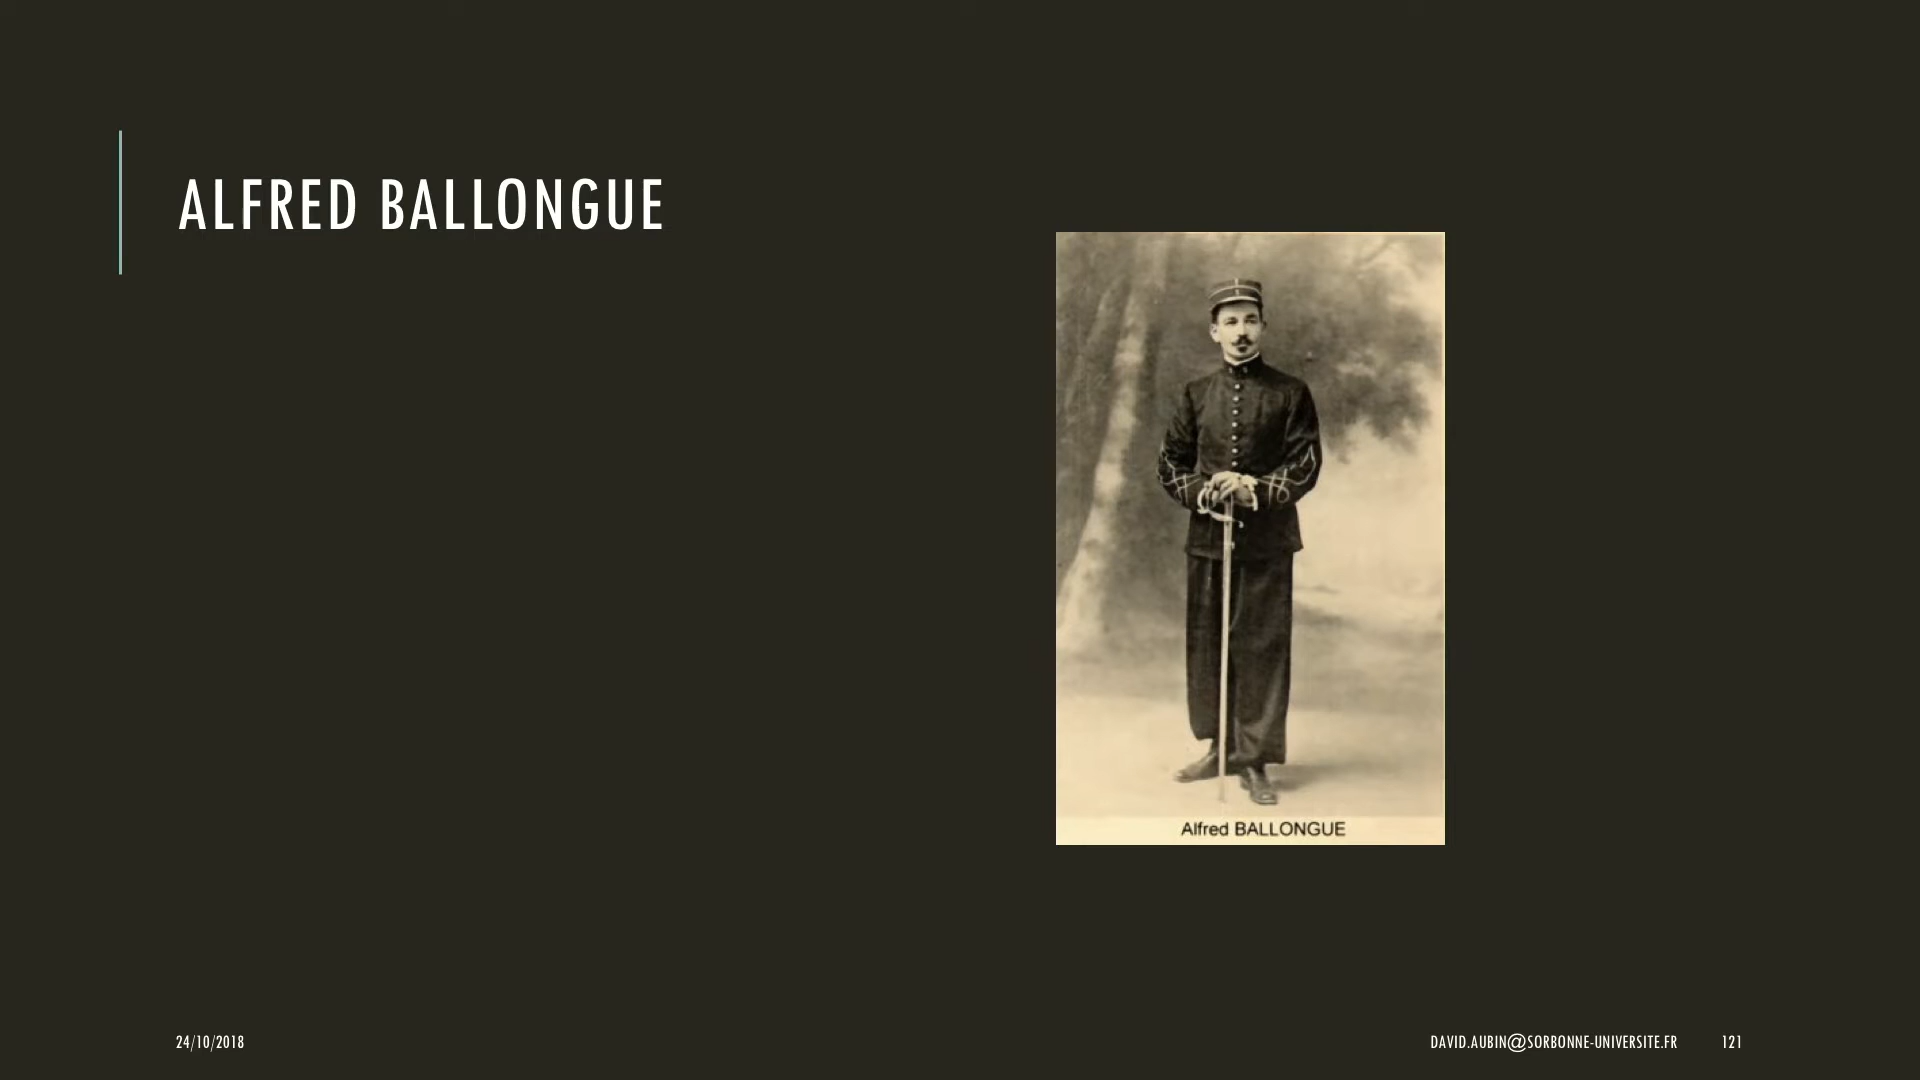 ALFRED BALLONGUE
Alfred BALLONGUE
24/10/2018
DAVID.AUBIN@SORBONNE-UNIVERSITE.FR
121